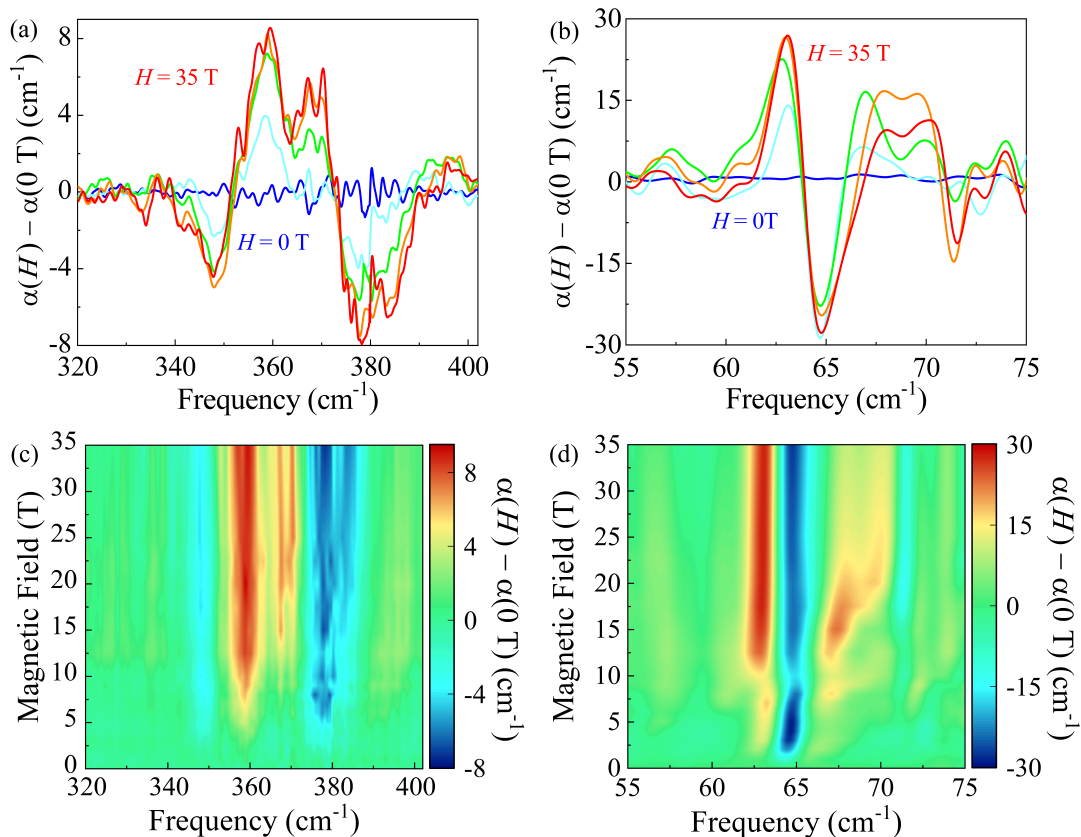 (a)
8
4
0
-4
-8
α(H) − α(0 T) (cm⁻¹)
H = 35 T
H = 0 T
320 340 360 380 400
Frequency (cm⁻¹)
(b)
30
15
0
-15
-30
α(H) − α(0 T) (cm⁻¹)
H = 35 T
H = 0T
55 60 65 70 75
Frequency (cm⁻¹)
(c)
35
30
25
20
15
10
5
0
Magnetic Field (T)
320 340 360 380 400
Frequency (cm⁻¹)
8
4
0
-4
-8
α(H) − α(0 T) (cm⁻¹)
(d)
35
30
25
20
15
10
5
0
Magnetic Field (T)
55 60 65 70 75
Frequency (cm⁻¹)
30
15
0
-15
-30
α(H) − α(0 T) (cm⁻¹)